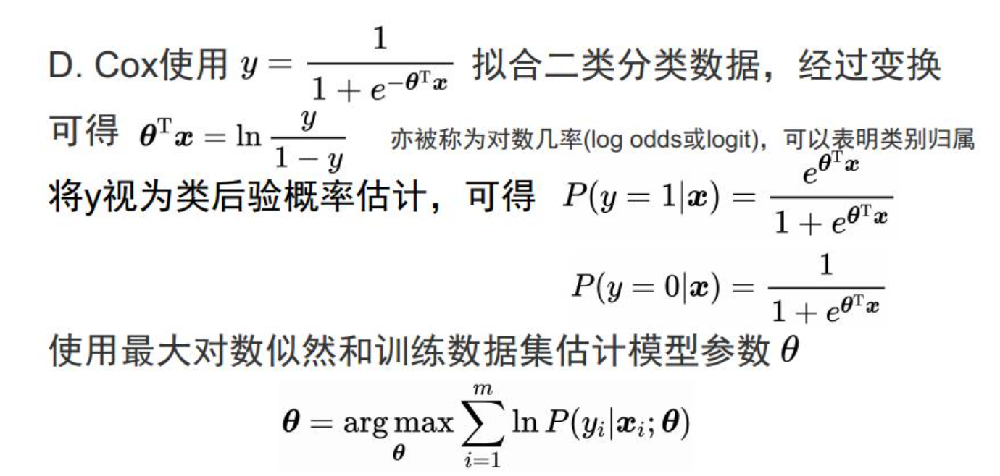 D. Cox使用 $y = \frac{1}{1 + e^{-\boldsymbol{\theta}^{\mathrm{T}}\boldsymbol{x}}}$ 拟合二类分类数据，经过变换
可得 $\boldsymbol{\theta}^{\mathrm{T}}\boldsymbol{x} = \ln \frac{y}{1 - y}$ 亦被称为对数几率(log odds或logit)，可以表明类别归属
将y视为类后验概率估计，可得 $P(y = 1|\boldsymbol{x}) = \frac{e^{\boldsymbol{\theta}^{\mathrm{T}}\boldsymbol{x}}}{1 + e^{\boldsymbol{\theta}^{\mathrm{T}}\boldsymbol{x}}}$
$P(y = 0|\boldsymbol{x}) = \frac{1}{1 + e^{\boldsymbol{\theta}^{\mathrm{T}}\boldsymbol{x}}}$
使用最大对数似然和训练数据集估计模型参数 $\theta$
$\boldsymbol{\theta} = \underset{\boldsymbol{\theta}}{\arg\max} \sum_{i=1}^{m} \ln P(y_i|\boldsymbol{x}_i; \boldsymbol{\theta})$